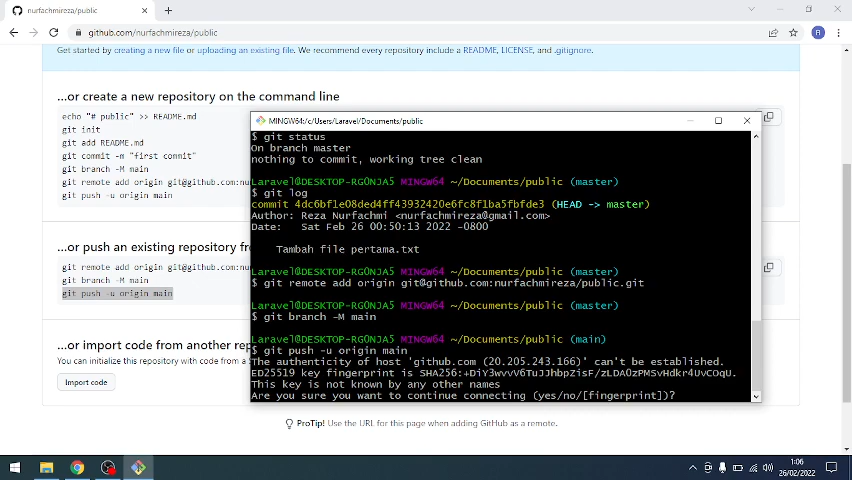 nurfachmireza/public
github.com/nurfachmireza/public
Get started by creating a new file or uploading an existing file. We recommend every repository include a README, LICENSE, and .gitignore.
...or create a new repository on the command line
echo "# public" >> README.md
git init
git add README.md
git commit -m "first commit"
git branch -M main
git remote add origin git@github.com:nu
git push -u origin main
...or push an existing repository fr
git remote add origin git@github.com:nu
git branch -M main
git push -u origin main
...or import code from another rep
You can initialize this repository with code from a S
Import code
ProTip! Use the URL for this page when adding GitHub as a remote.
MINGW64:/c/Users/Laravel/Documents/public
$ git status
On branch master
nothing to commit, working tree clean
Laravel@DESKTOP-RG0NJA5 MINGW64 ~/Documents/public (master)
$ git log
commit 4dc6bf1e08ded4ff43932420e6fc8f1ba5fbfde3 (HEAD -> master)
Author: Reza Nurfachmi <nurfachmireza@gmail.com>
Date: Sat Feb 26 00:50:13 2022 -0800
Tambah file pertama.txt
Laravel@DESKTOP-RG0NJA5 MINGW64 ~/Documents/public (master)
$ git remote add origin git@github.com:nurfachmireza/public.git
Laravel@DESKTOP-RG0NJA5 MINGW64 ~/Documents/public (master)
$ git branch -M main
Laravel@DESKTOP-RG0NJA5 MINGW64 ~/Documents/public (main)
$ git push -u origin main
The authenticity of host 'github.com (20.205.243.166)' can't be established.
ED25519 key fingerprint is SHA256:+DiY3wvvV6TuJJhbpZisF/zLDA0zPMSvHdkr4UvCOqU.
This key is not known by any other names
Are you sure you want to continue connecting (yes/no/[fingerprint])?
1:06
26/02/2022